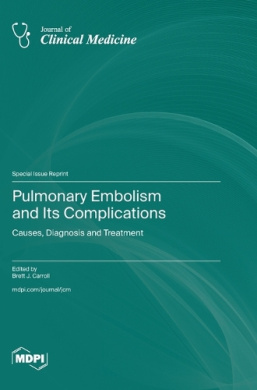 Journal of
Clinical Medicine
Special Issue Reprint
Pulmonary Embolism
and Its Complications
Causes, Diagnosis and Treatment
Edited by
Brett J. Carroll
mdpi.com/journal/jcm
MDPI